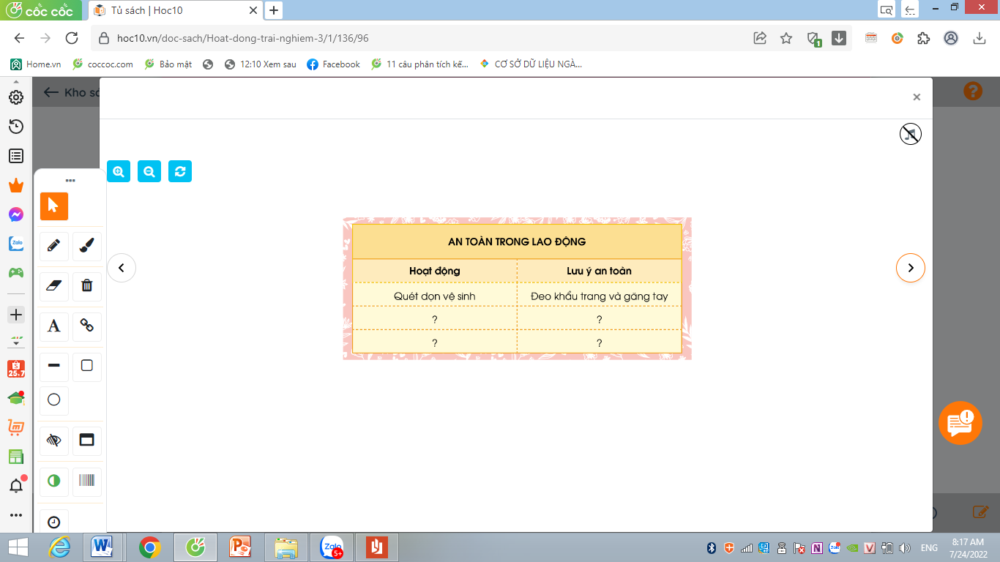 cốc cốc
Tủ sách | Hoc10
hoc10.vn/doc-sach/Hoat-dong-trai-nghiem-3/1/136/96
1
Home.vn
coccoc.com
Bảo mật
12:10 Xem sau
Facebook
11 câu phân tích kế...
CƠ SỞ DỮ LIỆU NGÀ...
Kho sá
AN TOÀN TRONG LAO ĐỘNG
Hoạt động Lưu ý an toàn
Quét dọn vệ sinh Đeo khẩu trang và găng tay
? ?
? ?
Zalo
A
25.7
Zalo
5+
ENG
8:17 AM
7/24/2022